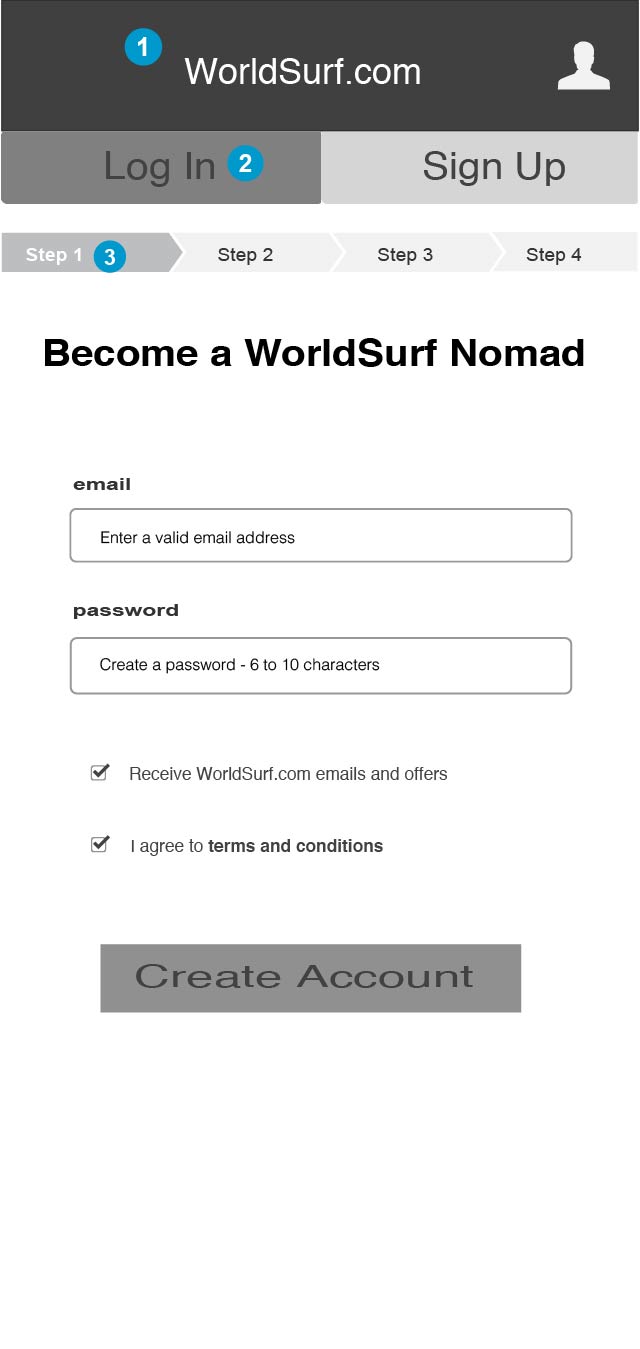 1
WorldSurf.com
Log In 2 Sign Up
Step 1 3 Step 2 Step 3 Step 4
Become a WorldSurf Nomad
email
Enter a valid email address
password
Create a password - 6 to 10 characters
Receive WorldSurf.com emails and offers
I agree to terms and conditions
Create Account